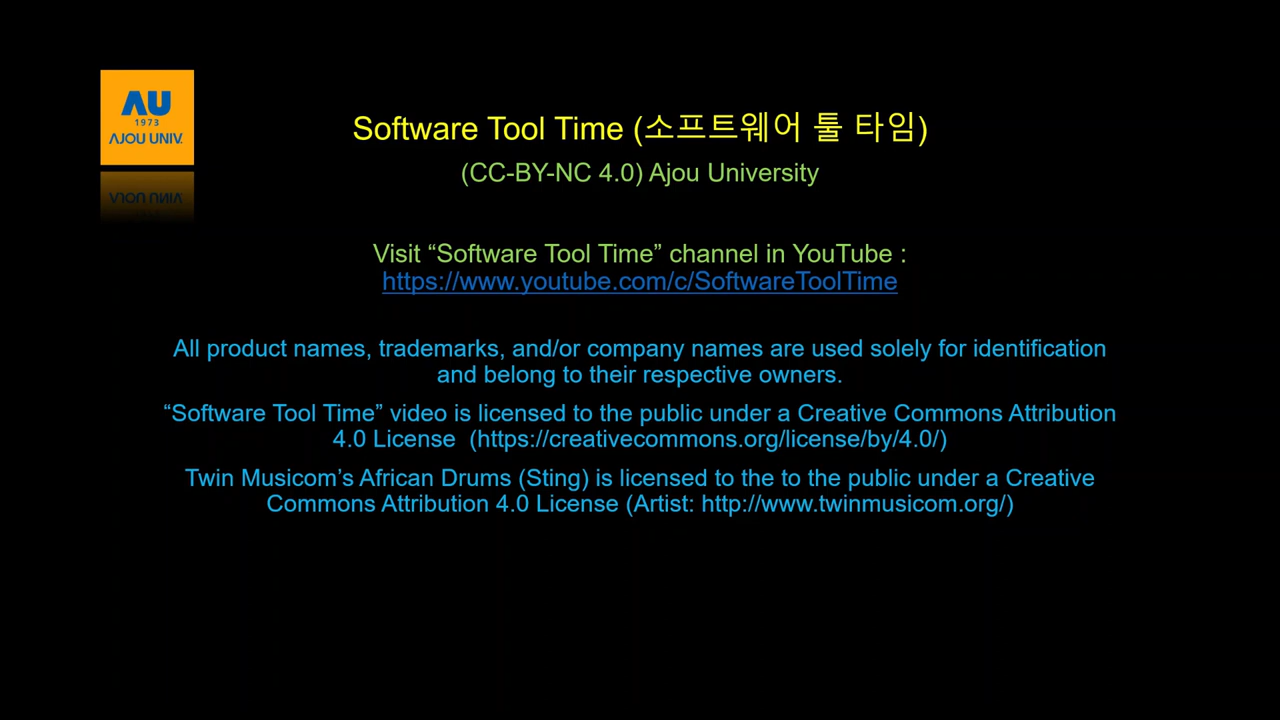 AU
1973
AJOU UNIV.
Software Tool Time (소프트웨어 툴 타임)
(CC-BY-NC 4.0) Ajou University
Visit “Software Tool Time” channel in YouTube :
https://www.youtube.com/c/SoftwareToolTime
All product names, trademarks, and/or company names are used solely for identification
and belong to their respective owners.
“Software Tool Time” video is licensed to the public under a Creative Commons Attribution
4.0 License  (https://creativecommons.org/license/by/4.0/)
Twin Musicom’s African Drums (Sting) is licensed to the to the public under a Creative
Commons Attribution 4.0 License (Artist: http://www.twinmusicom.org/)